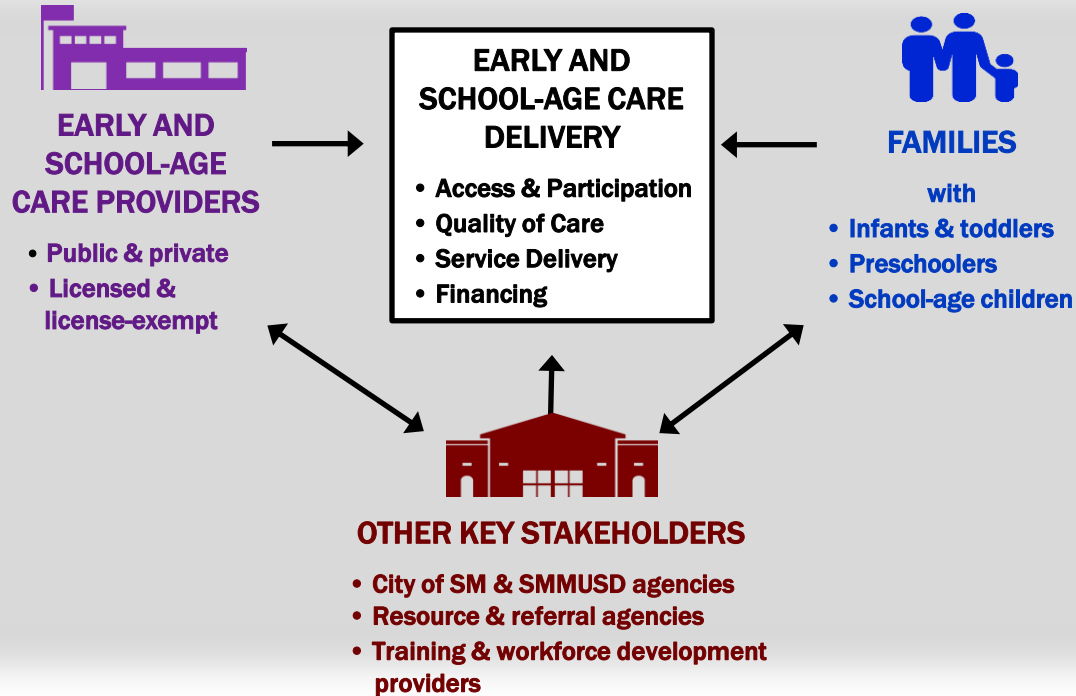 EARLY AND
SCHOOL-AGE
CARE PROVIDERS
• Public & private
• Licensed &
license-exempt
EARLY AND
SCHOOL-AGE CARE
DELIVERY
• Access & Participation
• Quality of Care
• Service Delivery
• Financing
FAMILIES
with
• Infants & toddlers
• Preschoolers
• School-age children
OTHER KEY STAKEHOLDERS
• City of SM & SMMUSD agencies
• Resource & referral agencies
• Training & workforce development
providers